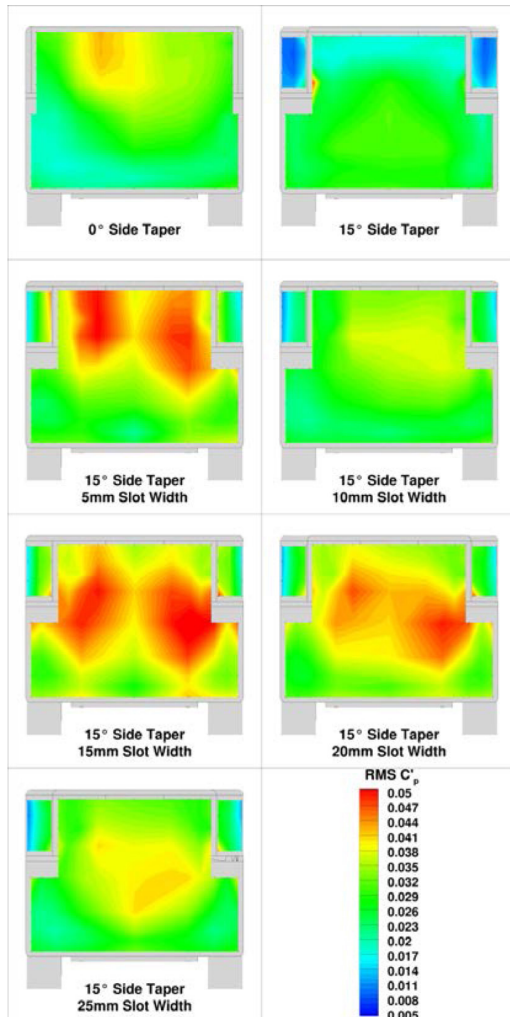 0° Side Taper
15° Side Taper
15° Side Taper
5mm Slot Width
15° Side Taper
10mm Slot Width
15° Side Taper
15mm Slot Width
15° Side Taper
20mm Slot Width
15° Side Taper
25mm Slot Width
RMS C'p
0.05
0.047
0.044
0.041
0.038
0.035
0.032
0.029
0.026
0.023
0.02
0.017
0.014
0.011
0.008
0.005